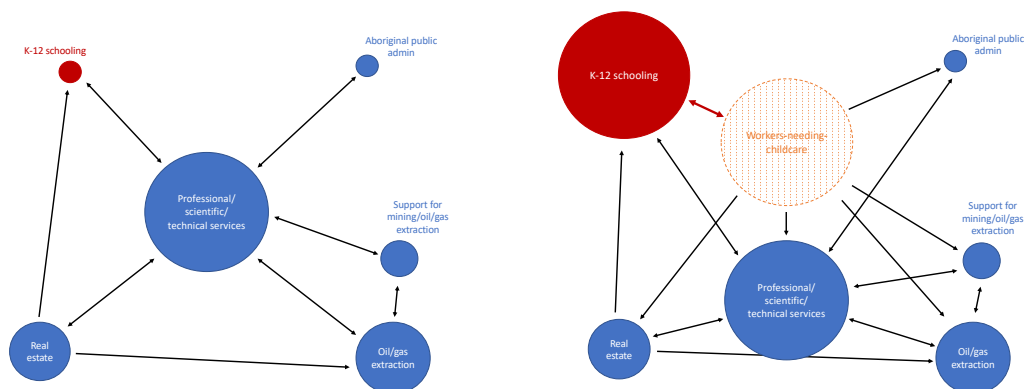 K-12 schooling
Aboriginal public
admin
Professional/
scientific/
technical services
Support for
mining/oil/gas
extraction
Real
estate
Oil/gas
extraction
K-12 schooling
Aboriginal public
admin
Workers-needing-
childcare
Support for
mining/oil/gas
extraction
Professional/
scientific/
technical services
Real
estate
Oil/gas
extraction